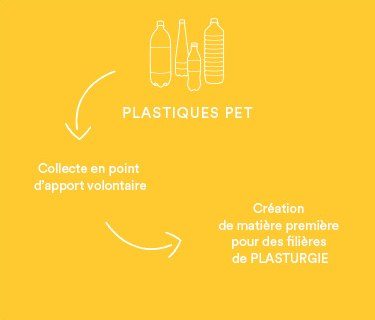 PLASTIQUES PET
Collecte en point
d'apport volontaire
Création
de matière première
pour des filières
de PLASTURGIE